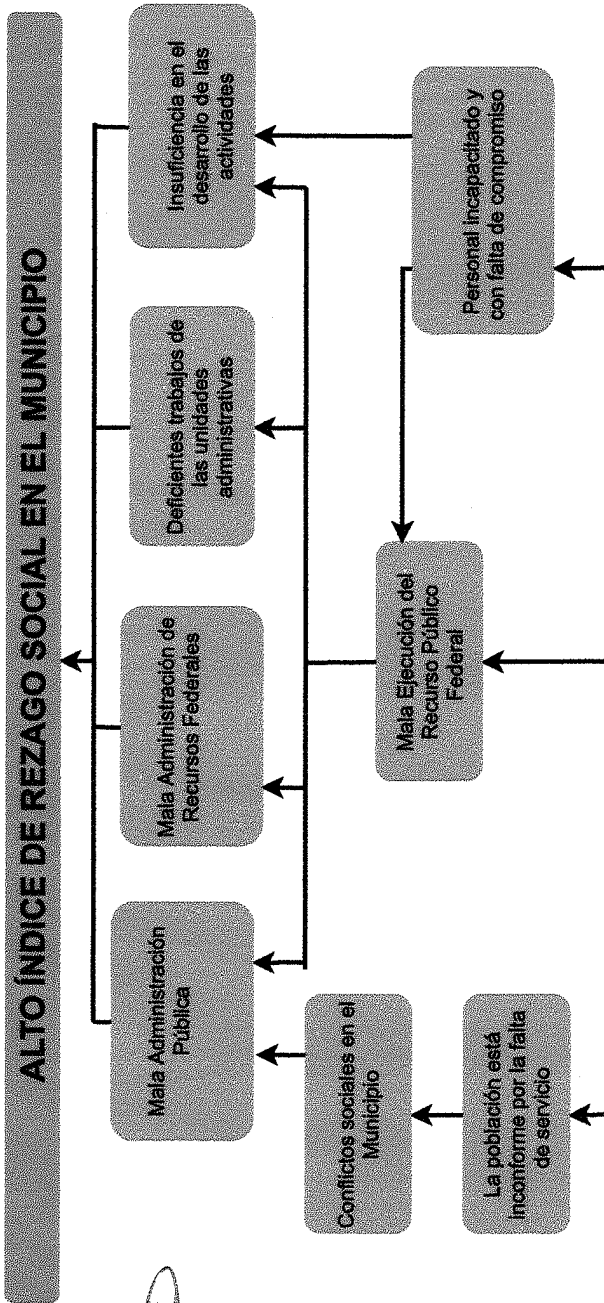 ALTO ÍNDICE DE REZAGO SOCIAL EN EL MUNICIPIO
Mala Administración
Pública
Mala Administración de
Recursos Federales
Deficientes trabajos de
las unidades
administrativas
Insuficiencia en el
desarrollo de las
actividades
Conflictos sociales en el
Municipio
Mala Ejecución del
Recurso Público
Federal
Personal incapacitado y
con falta de compromiso
La población está
Inconforme por la falta
de servicio